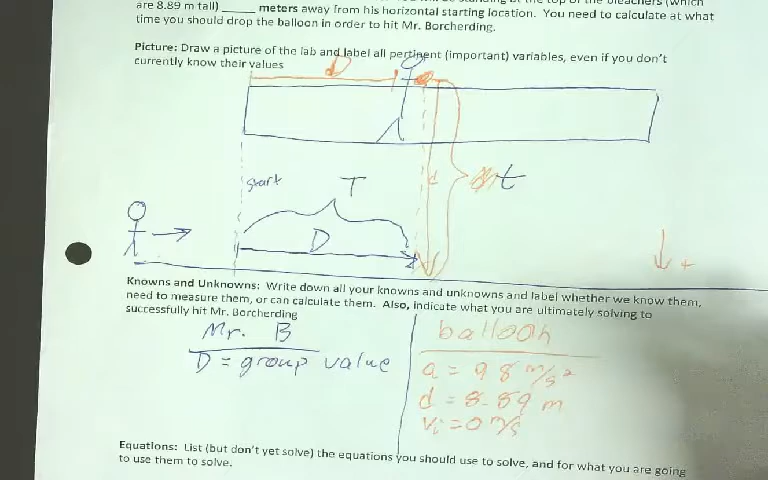 are 8.89 m tall) _____ meters away from his horizontal starting location. You need to calculate at what
time you should drop the balloon in order to hit Mr. Borcherding.
Picture: Draw a picture of the lab and label all pertinent (important) variables, even if you don't
currently know their values
D
start
T
d
t
D
+
Knowns and Unknowns: Write down all your knowns and unknowns and label whether we know them,
need to measure them, or can calculate them. Also, indicate what you are ultimately solving to
successfully hit Mr. Borcherding
Mr. B
D = group value
balloon
a = 9.8 m/s²
d = 8.89 m
Vi = 0 m/s
Equations: List (but don't yet solve) the equations you should use to solve, and for what you are going
to use them to solve.